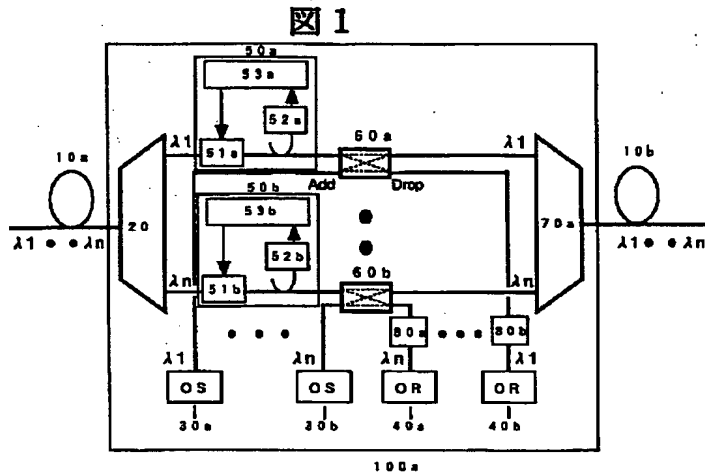 図1
50a
53a
52a
51a
λ1
60a
λ1
10a
10b
Add
Drop
50b
53b
52b
51b
20
70a
λ1 ● ● λn
λ1 ● ● λn
60b
λn
λn
80a
80b
λ1
λn
λn
λ1
OS
OS
OR
OR
30a
30b
40a
40b
100a